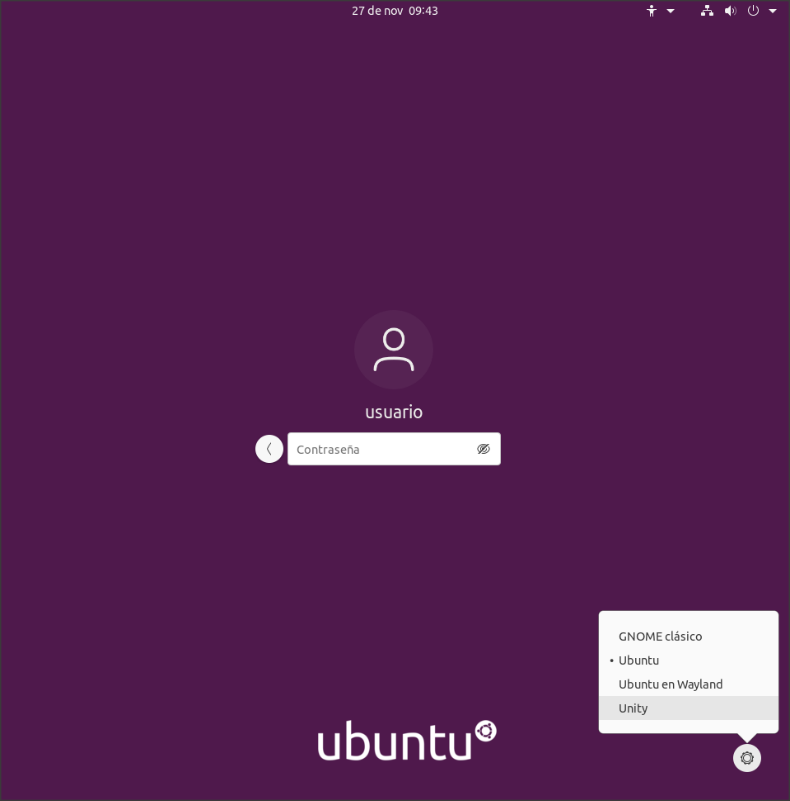 27 de nov 09:43
usuario
Contraseña
GNOME clásico
• Ubuntu
Ubuntu en Wayland
Unity
ubuntu